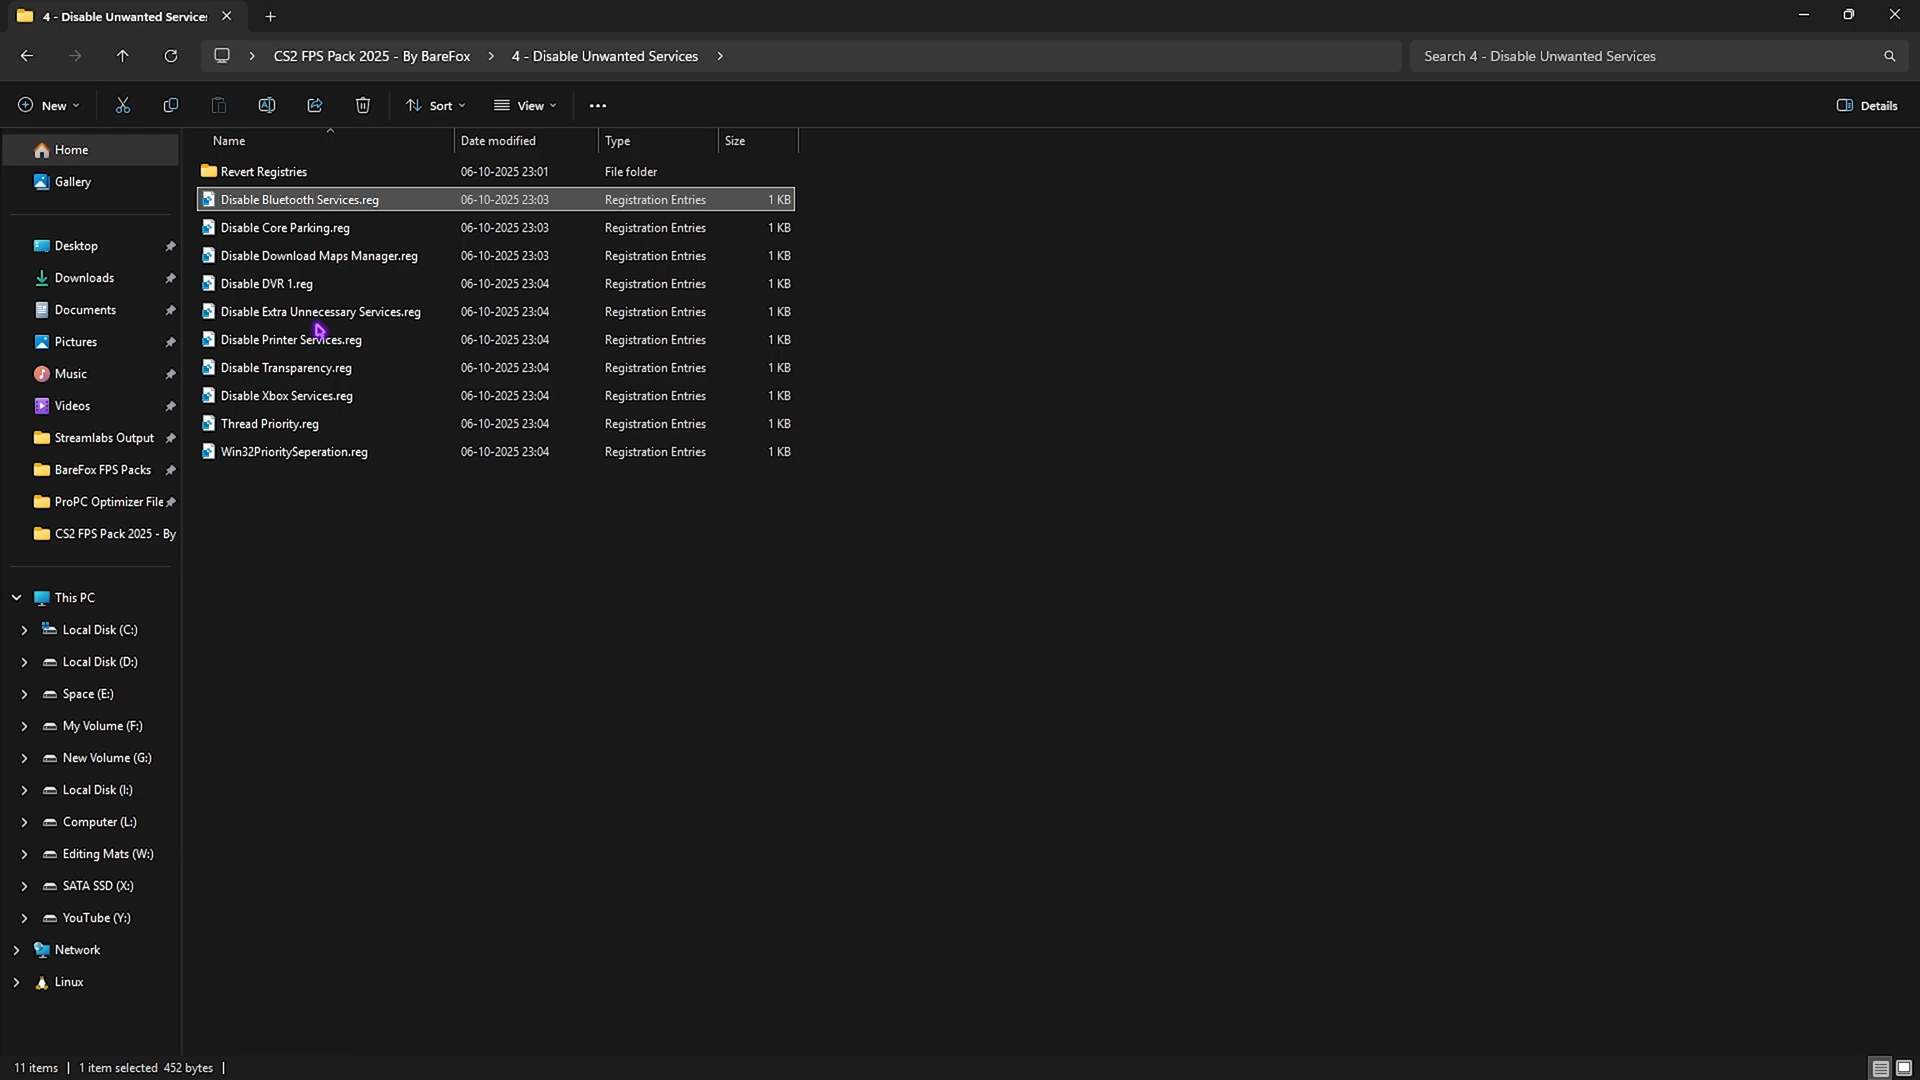 4 - Disable Unwanted Service
CS2 FPS Pack 2025 - By BareFox
4 - Disable Unwanted Services
Search 4 - Disable Unwanted Services
New
Sort
View
Details
Name Date modified Type Size
Home
Gallery
Desktop
Downloads
Documents
Pictures
Music
Videos
Streamlabs Output
BareFox FPS Packs
ProPC Optimizer File
CS2 FPS Pack 2025 - By
This PC
Local Disk (C:)
Local Disk (D:)
Space (E:)
My Volume (F:)
New Volume (G:)
Local Disk (I:)
Computer (L:)
Editing Mats (W:)
SATA SSD (X:)
YouTube (Y:)
Network
Linux
Revert Registries 06-10-2025 23:01 File folder
Disable Bluetooth Services.reg 06-10-2025 23:03 Registration Entries 1 KB
Disable Core Parking.reg 06-10-2025 23:03 Registration Entries 1 KB
Disable Download Maps Manager.reg 06-10-2025 23:03 Registration Entries 1 KB
Disable DVR 1.reg 06-10-2025 23:04 Registration Entries 1 KB
Disable Extra Unnecessary Services.reg 06-10-2025 23:04 Registration Entries 1 KB
Disable Printer Services.reg 06-10-2025 23:04 Registration Entries 1 KB
Disable Transparency.reg 06-10-2025 23:04 Registration Entries 1 KB
Disable Xbox Services.reg 06-10-2025 23:04 Registration Entries 1 KB
Thread Priority.reg 06-10-2025 23:04 Registration Entries 1 KB
Win32PrioritySeperation.reg 06-10-2025 23:04 Registration Entries 1 KB
11 items 1 item selected 452 bytes